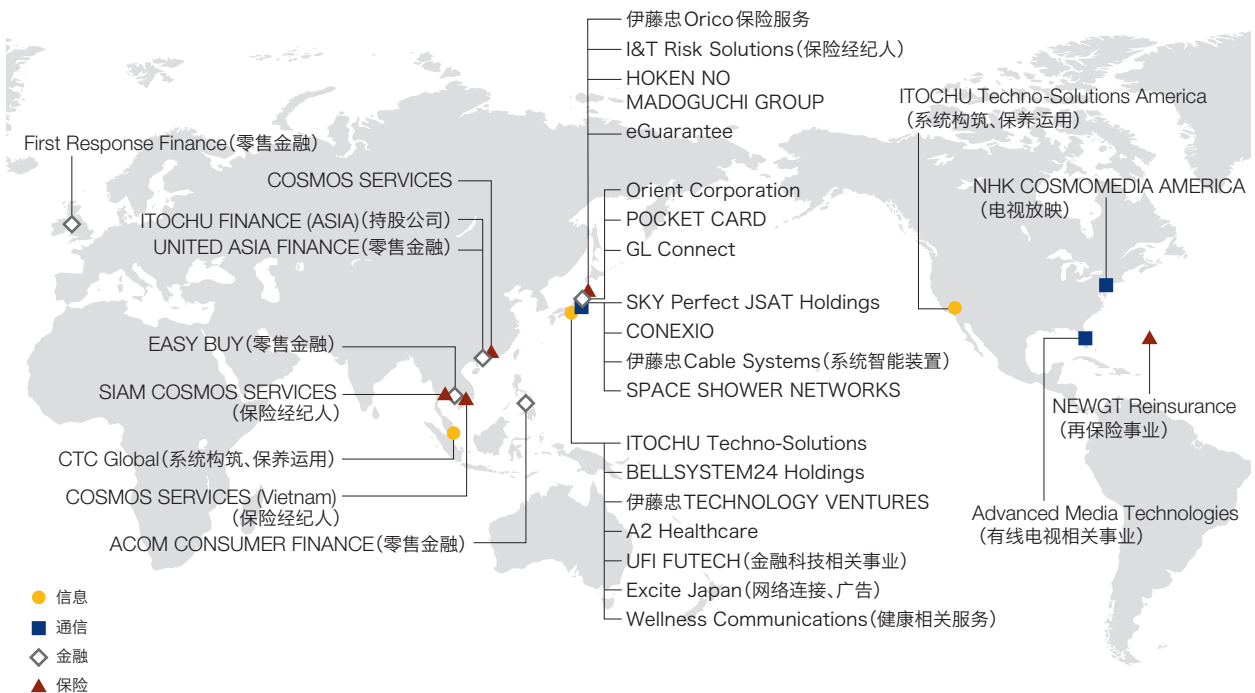 伊藤忠Orico保险服务
I&T Risk Solutions(保险经纪人)
HOKEN NO
MADOGUCHI GROUP
eGuarantee
First Response Finance(零售金融)
COSMOS SERVICES
ITOCHU FINANCE (ASIA)(持股公司)
UNITED ASIA FINANCE(零售金融)
EASY BUY(零售金融)
SIAM COSMOS SERVICES
(保险经纪人)
CTC Global(系统构筑、保养运用)
COSMOS SERVICES (Vietnam)
(保险经纪人)
ACOM CONSUMER FINANCE(零售金融)
Orient Corporation
POCKET CARD
GL Connect
SKY Perfect JSAT Holdings
CONEXIO
伊藤忠Cable Systems(系统智能装置)
SPACE SHOWER NETWORKS
ITOCHU Techno-Solutions
BELLSYSTEM24 Holdings
伊藤忠TECHNOLOGY VENTURES
A2 Healthcare
UFI FUTECH(金融科技相关事业)
Excite Japan(网络连接、广告)
Wellness Communications(健康相关服务)
ITOCHU Techno-Solutions America
(系统构筑、保养运用)
NHK COSMOMEDIA AMERICA
(电视放映)
NEWGT Reinsurance
(再保险事业)
Advanced Media Technologies
(有线电视相关事业)
信息
通信
金融
保险